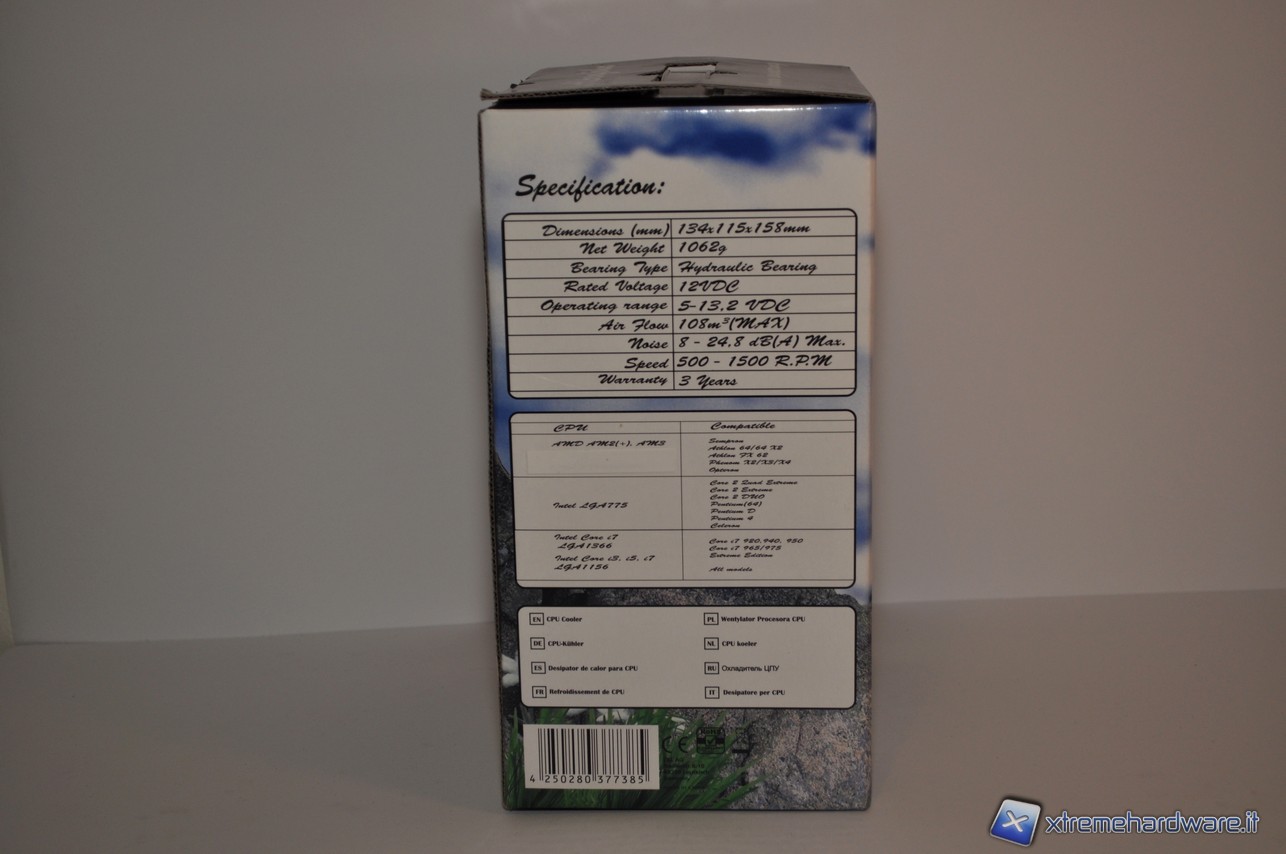 Specification:
Dimensions (mm) 134x115x158mm
Net Weight 1062g
Bearing Type Hydraulic Bearing
Rated Voltage 12VDC
Operating range 5-13.2 VDC
Air Flow 108m³(MAX)
Noise 8 - 24.8 dB(A) Max.
Speed 500 - 1500 R.P.M
Warranty 3 Years
CPU Compatible
AMD AM2(+), AM3
Sempron
Athlon 64/64 X2
Athlon FX 62
Phenom X2/X3/X4
Opteron
Intel LGA775
Core 2 Quad Extreme
Core 2 Extreme
Core 2 DUO
Pentium(64)
Pentium D
Pentium 4
Celeron
Intel Core i7
LGA1366
Core i7 920,940, 950
Core i7 965/975
Extreme Edition
Intel Core i3, i5, i7
LGA1156
All models
EN CPU Cooler
PL Wentylator Procesora CPU
DE CPU-Kühler
NL CPU koeler
ES Desipator de calor para CPU
RU Охладитель ЦПУ
FR Refroidissement de CPU
IT Desipatore per CPU
4 250280 377385
CE RoHS
xtremehardware.it